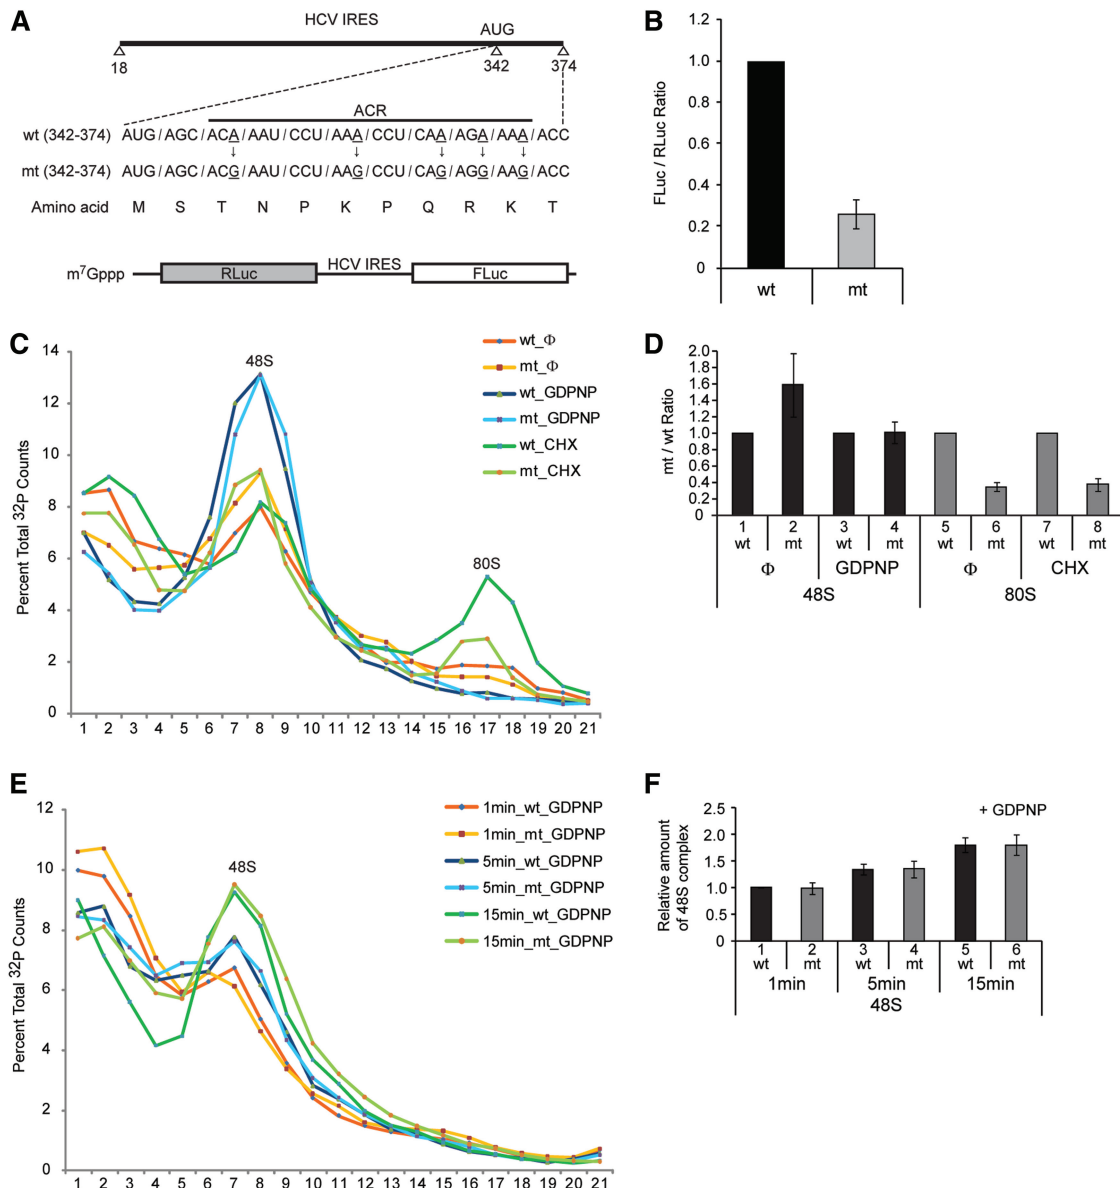 A
HCV IRES
AUG
18
342
374
ACR
wt (342-374) AUG / AGC / ACA / AAU / CCU / AAA / CCU / CAA / AGA / AAA / ACC
mt (342-374) AUG / AGC / ACG / AAU / CCU / AAG / CCU / CAG / AGG / AAG / ACC
Amino acid M S T N P K P Q R K T
m7Gppp
RLuc
HCV IRES
FLuc
B
FLuc / RLuc Ratio
1.2
1.0
0.8
0.6
0.4
0.2
0
wt
mt
C
Percent Total 32P Counts
14
12
10
8
6
4
2
0
48S
80S
wt_Φ
mt_Φ
wt_GDPNP
mt_GDPNP
wt_CHX
mt_CHX
1 2 3 4 5 6 7 8 9 10 11 12 13 14 15 16 17 18 19 20 21
D
mt / wt Ratio
2.0
1.8
1.6
1.4
1.2
1.0
0.8
0.6
0.4
0.2
0
1 2 3 4 5 6 7 8
wt mt wt mt wt mt wt mt
Φ GDPNP Φ CHX
48S 80S
E
Percent Total 32P Counts
12
10
8
6
4
2
0
48S
1min_wt_GDPNP
1min_mt_GDPNP
5min_wt_GDPNP
5min_mt_GDPNP
15min_wt_GDPNP
15min_mt_GDPNP
1 2 3 4 5 6 7 8 9 10 11 12 13 14 15 16 17 18 19 20 21
F
Relative amount
of 48S complex
2.5
2.0
1.5
1.0
0.5
0
+ GDPNP
1 2 3 4 5 6
wt mt wt mt wt mt
1min 5min 15min
48S